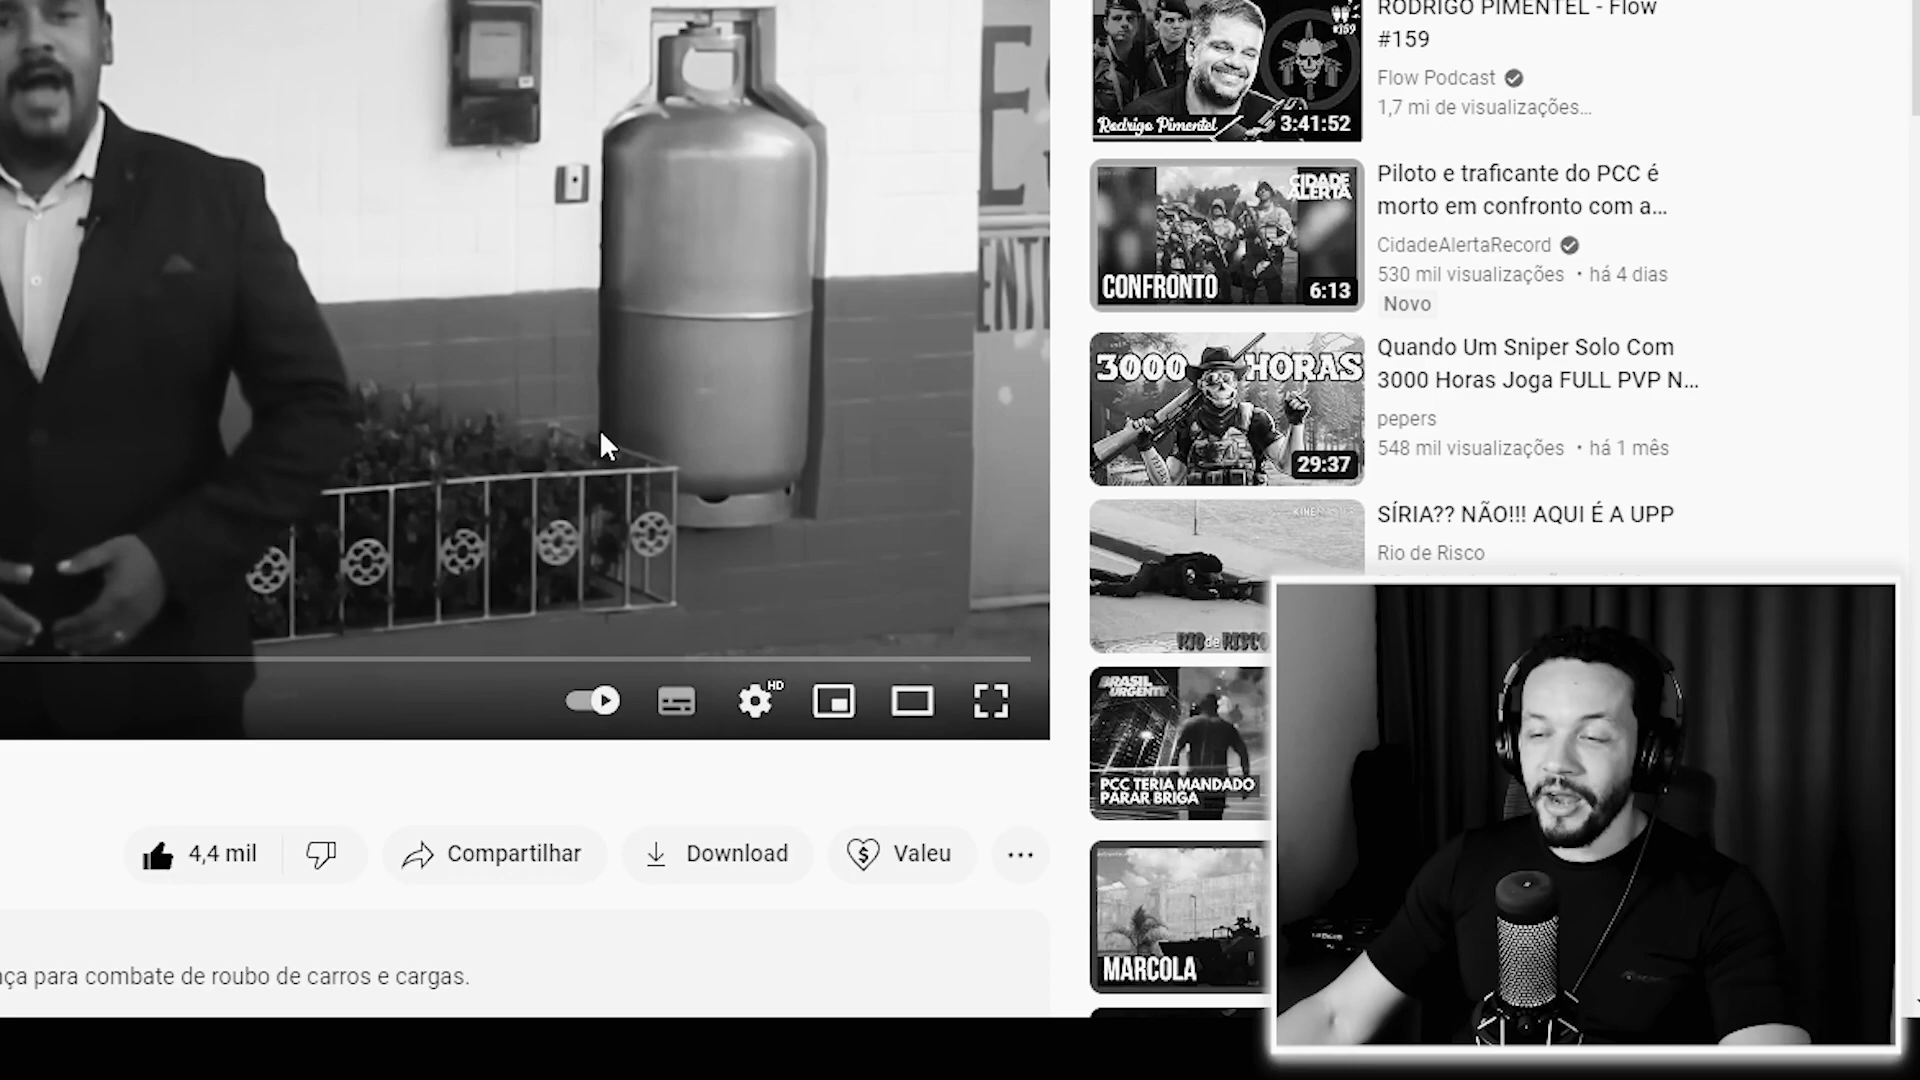 RODRIGO PIMENTEL - Flow
#159
Flow Podcast
1,7 mi de visualizações...
#159
Rodrigo Pimentel
3:41:52
Piloto e traficante do PCC é
morto em confronto com a...
CidadeAlertaRecord
530 mil visualizações • há 4 dias
Novo
CIDADE
ALERTA
CONFRONTO
6:13
Quando Um Sniper Solo Com
3000 Horas Joga FULL PVP N...
pepers
548 mil visualizações • há 1 mês
3000 HORAS
29:37
SÍRIA?? NÃO!!! AQUI É A UPP
Rio de Risco
RIO de RISCO
BRASIL
URGENTE
PCC TERIA MANDADO
PARAR BRIGA
MARCOLA
HD
4,4 mil
Compartilhar
Download
Valeu
ça para combate de roubo de carros e cargas.